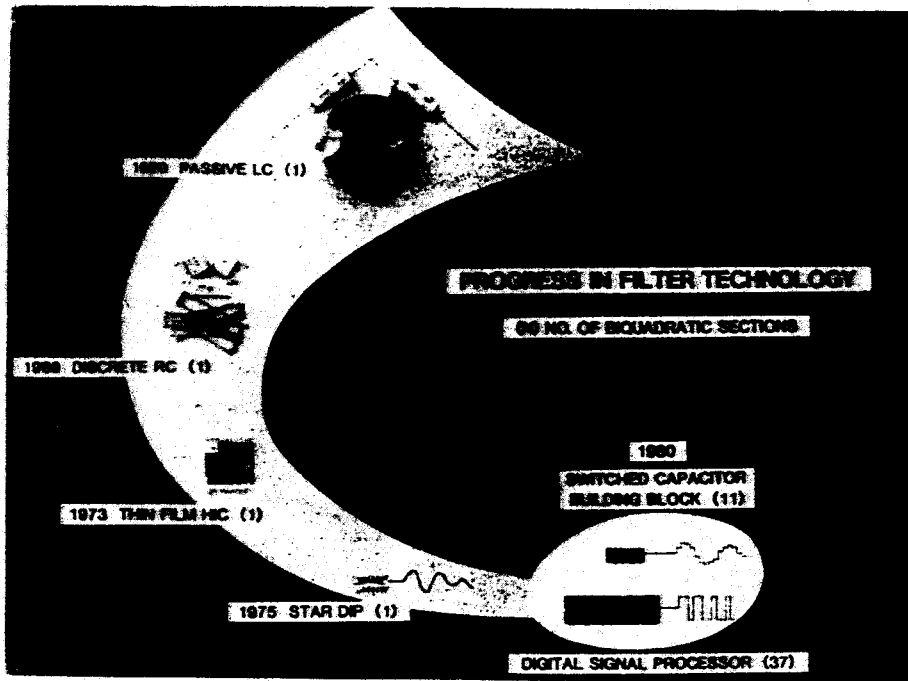 PASSIVE LC (1)
PROGRESS IN FILTER TECHNOLOGY
NO. OF BIQUADRATIC SECTIONS
DISCRETE RC (1)
1980
SWITCHED CAPACITOR
BUILDING BLOCK (11)
1973 THIN FILM HIC (1)
1975 STAR DIP (1)
DIGITAL SIGNAL PROCESSOR (37)